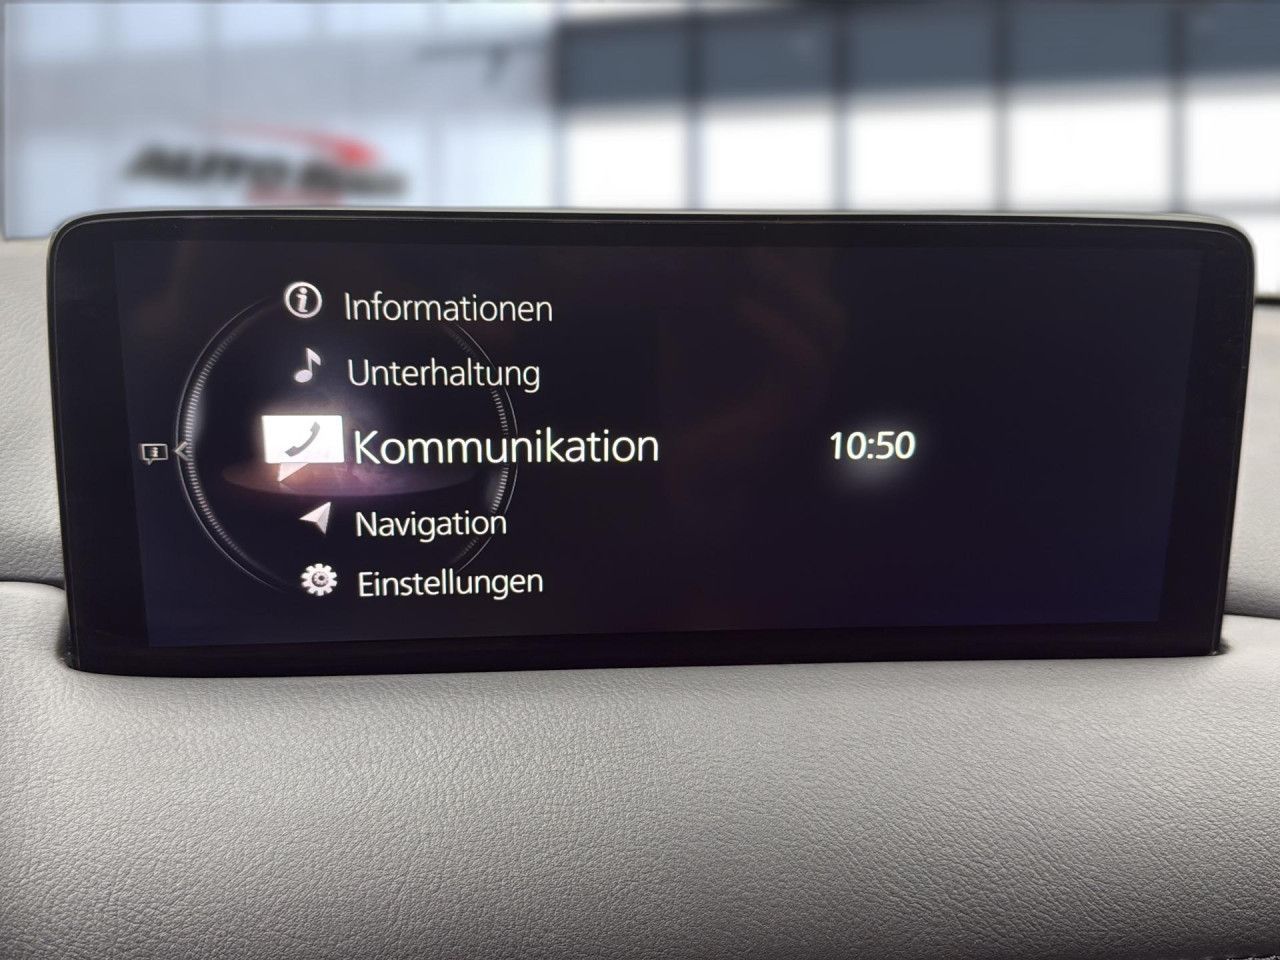 Informationen
Unterhaltung
Kommunikation
10:50
Navigation
Einstellungen